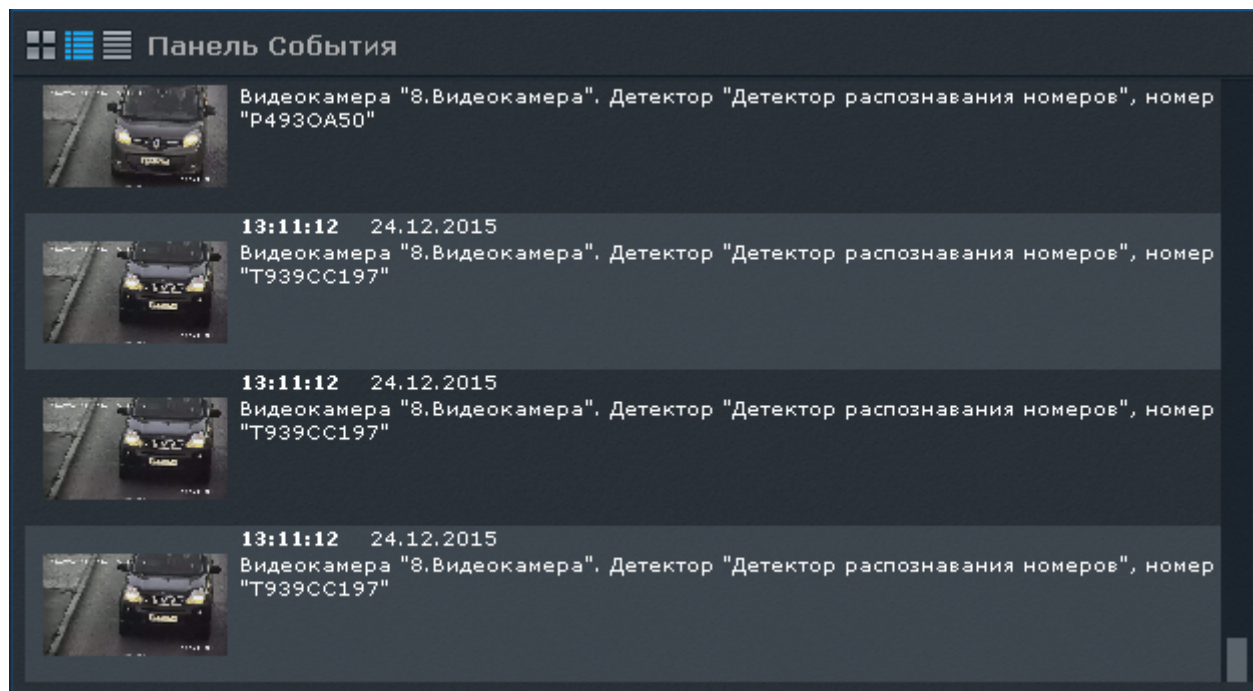 Панель События
Видеокамера "8.Видеокамера". Детектор "Детектор распознавания номеров", номер
"Р493ОА50"
13:11:12 24.12.2015
Видеокамера "8.Видеокамера". Детектор "Детектор распознавания номеров", номер
"Т939СС197"
13:11:12 24.12.2015
Видеокамера "8.Видеокамера". Детектор "Детектор распознавания номеров", номер
"Т939СС197"
13:11:12 24.12.2015
Видеокамера "8.Видеокамера". Детектор "Детектор распознавания номеров", номер
"Т939СС197"